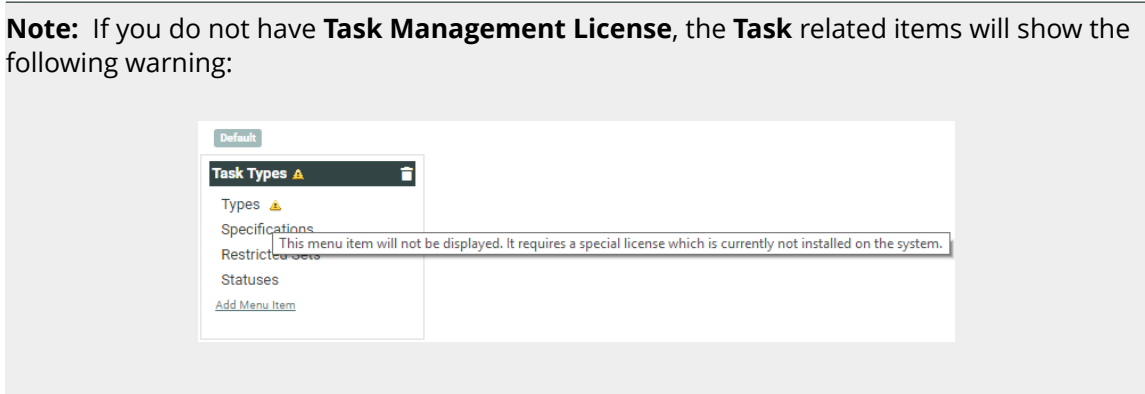 Note: If you do not have Task Management License, the Task related items will show the
following warning:
Default
Task Types
Types
Specifications
This menu item will not be displayed. It requires a special license which is currently not installed on the system.
Restricted Sets
Statuses
Add Menu Item